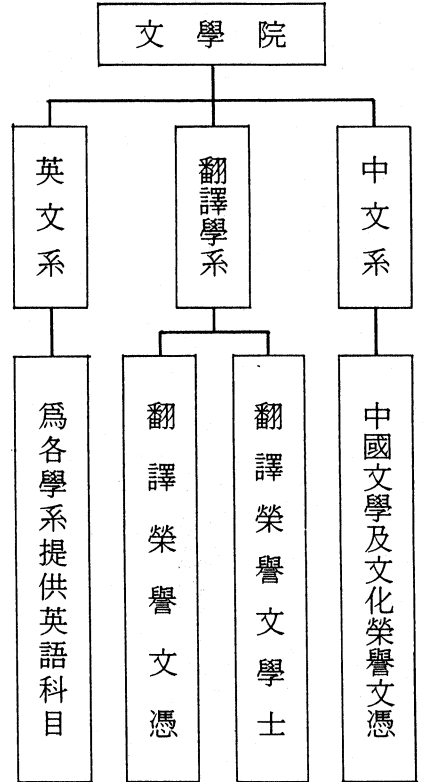 文學院
中文系
翻譯學系
英文系
中國文學及文化榮譽文憑
翻譯榮譽文學士
翻譯榮譽文憑
爲各學系提供英語科目